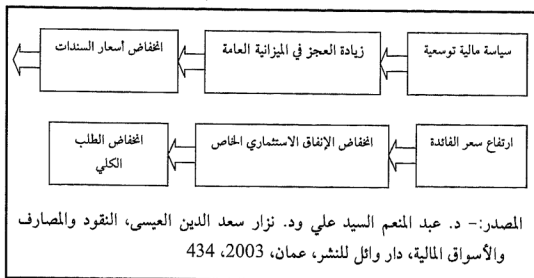 سياسة مالية توسعية
زيادة العجز في الميزانية العامة
انخفاض أسعار السندات
ارتفاع سعر الفائدة
انخفاض الإنفاق الاستثماري الخاص
انخفاض الطلب
الكلي
المصدر:- د. عبد المنعم السيد علي ود. نزار سعد الدين العيسى، النقود والمصارف
والأسواق المالية، دار وائل للنشر، عمان، 2003، 434